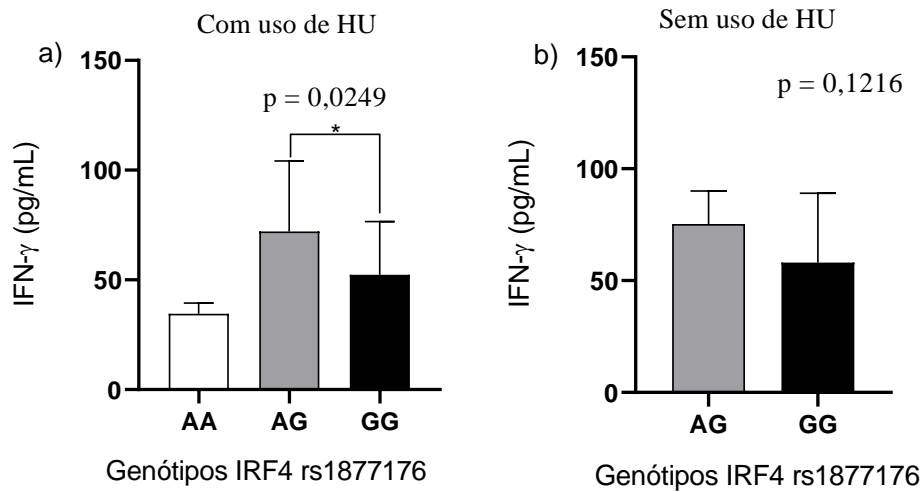 Com uso de HU
a)
p = 0,0249
*
IFN-γ (pg/mL)
150
100
50
0
AA AG GG
Genótipos IRF4 rs1877176
Sem uso de HU
b)
p = 0,1216
IFN-γ (pg/mL)
150
100
50
0
AG GG
Genótipos IRF4 rs1877176